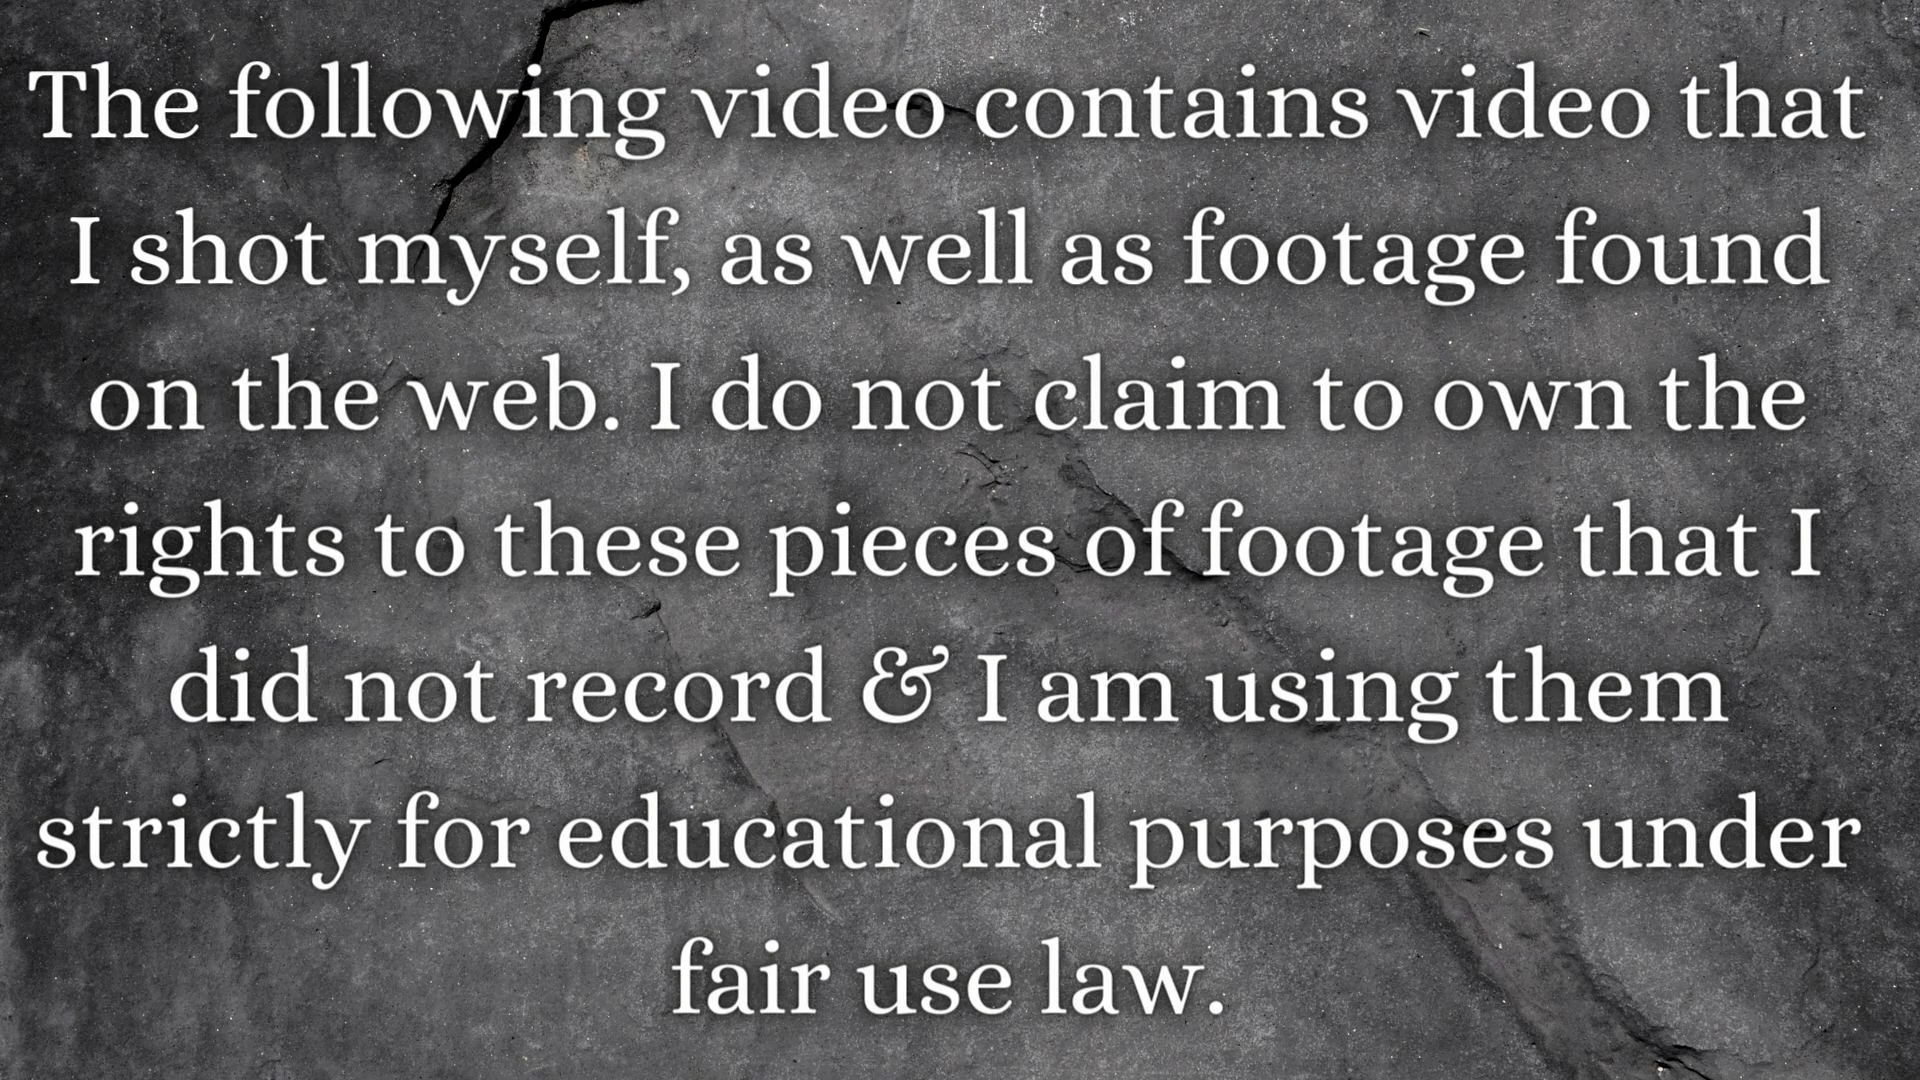 The following video contains video that
I shot myself, as well as footage found
on the web. I do not claim to own the
rights to these pieces of footage that I
did not record & I am using them
strictly for educational purposes under
fair use law.